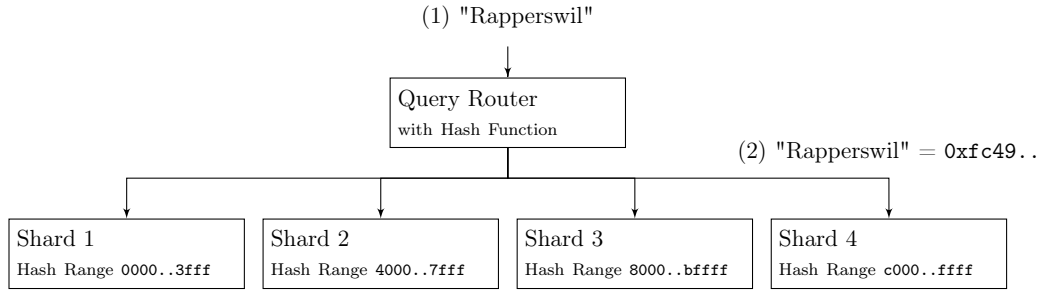 (1) "Rapperswil"
Query Router
with Hash Function
(2) "Rapperswil" = 0xfc49..
Shard 1
Hash Range 0000..3fff
Shard 2
Hash Range 4000..7fff
Shard 3
Hash Range 8000..bffff
Shard 4
Hash Range c000..ffff